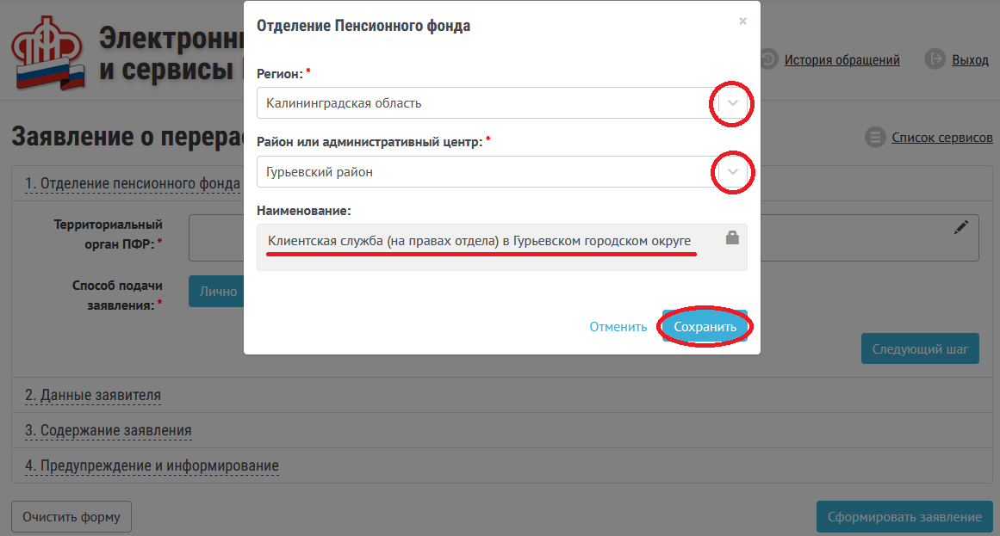 Электронн
и сервисы
История обращений
Выход
Заявление о перера
Список сервисов
1. Отделение пенсионного фонда
Территориальный
орган ПФР: *
Способ подачи
заявления: *
Лично
Отделение Пенсионного фонда
×
Регион: *
Калининградская область
Район или административный центр: *
Гурьевский район
Наименование:
Клиентская служба (на правах отдела) в Гурьевском городском округе
Отменить
Сохранить
Следующий шаг
2. Данные заявителя
3. Содержание заявления
4. Предупреждение и информирование
Очистить форму
Сформировать заявление